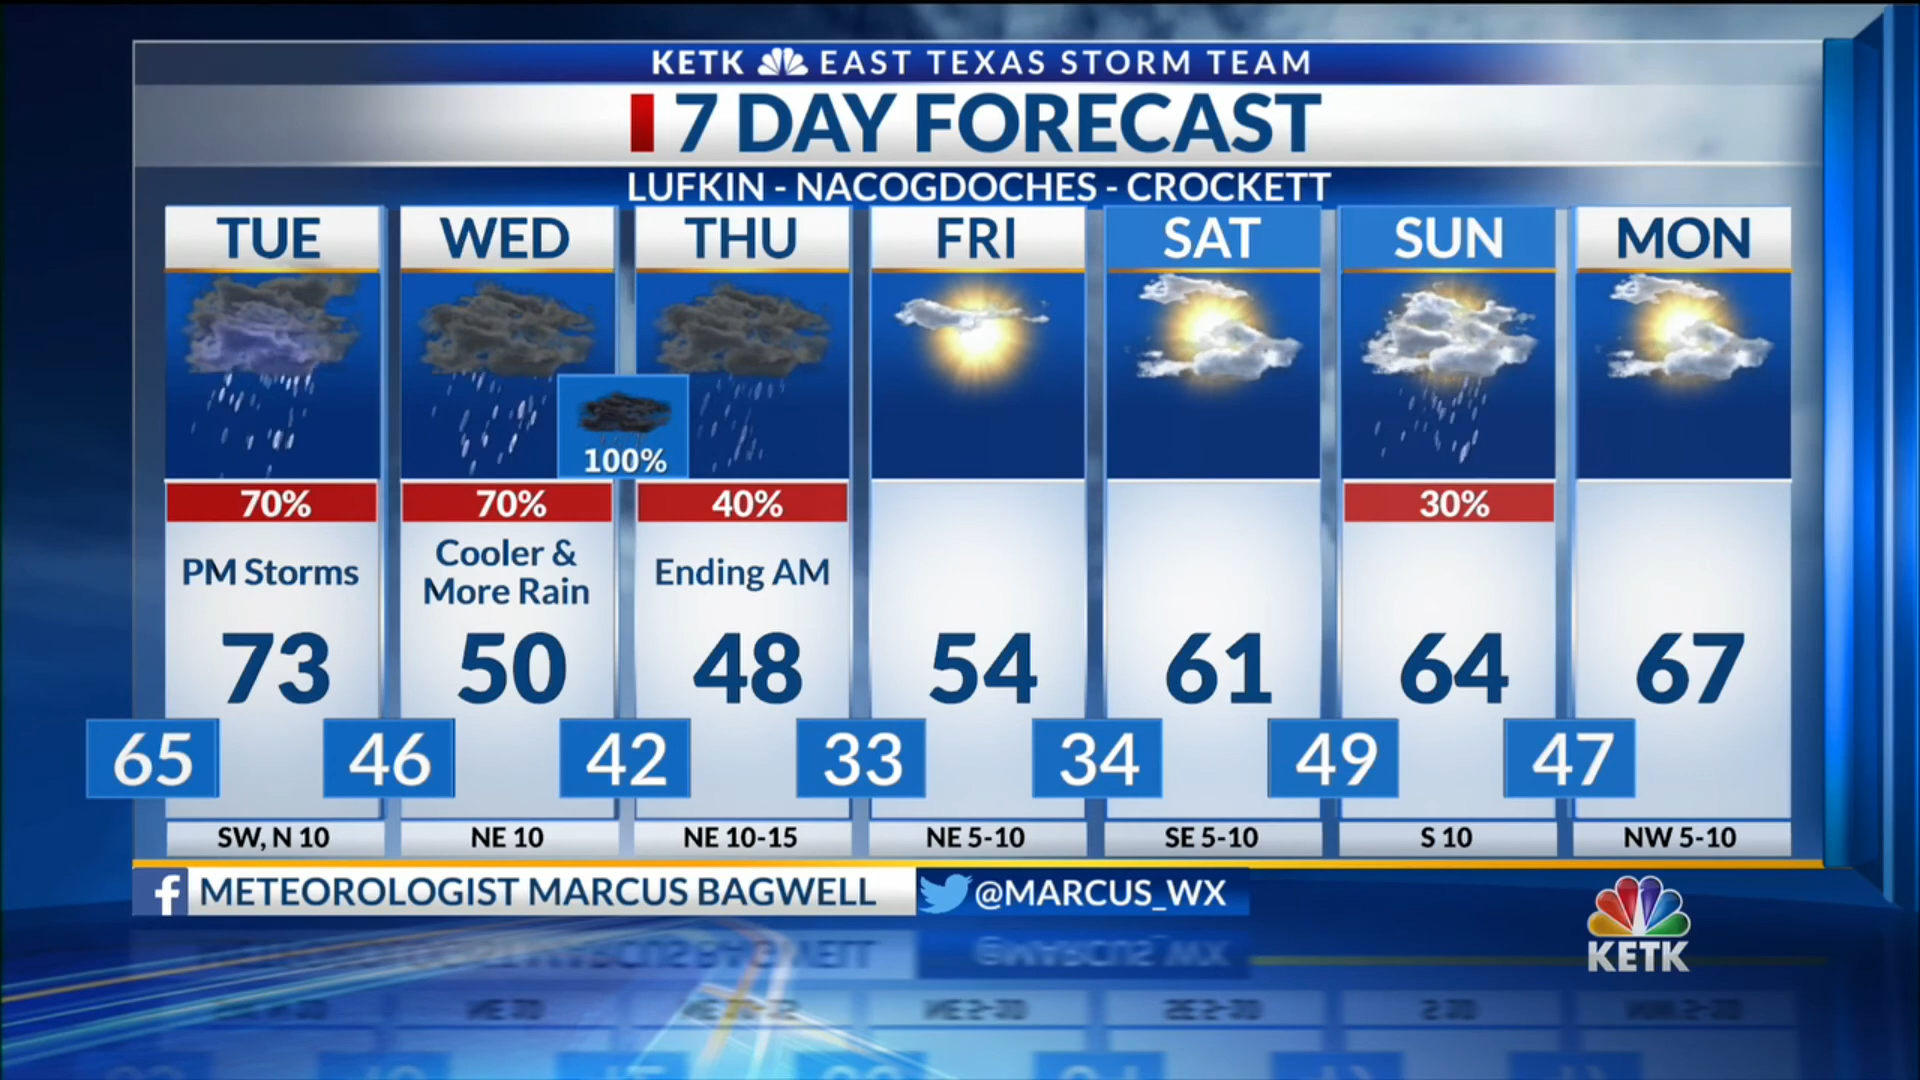 KETK EAST TEXAS STORM TEAM
7 DAY FORECAST
LUFKIN - NACOGDOCHES - CROCKETT
TUE WED THU FRI SAT SUN MON
100%
70% 70% 40% 30%
PM Storms
Cooler &
More Rain
Ending AM
73 50 48 54 61 64 67
65 46 42 33 34 49 47
SW, N 10 NE 10 NE 10-15 NE 5-10 SE 5-10 S 10 NW 5-10
f METEOROLOGIST MARCUS BAGWELL @MARCUS_WX
KETK